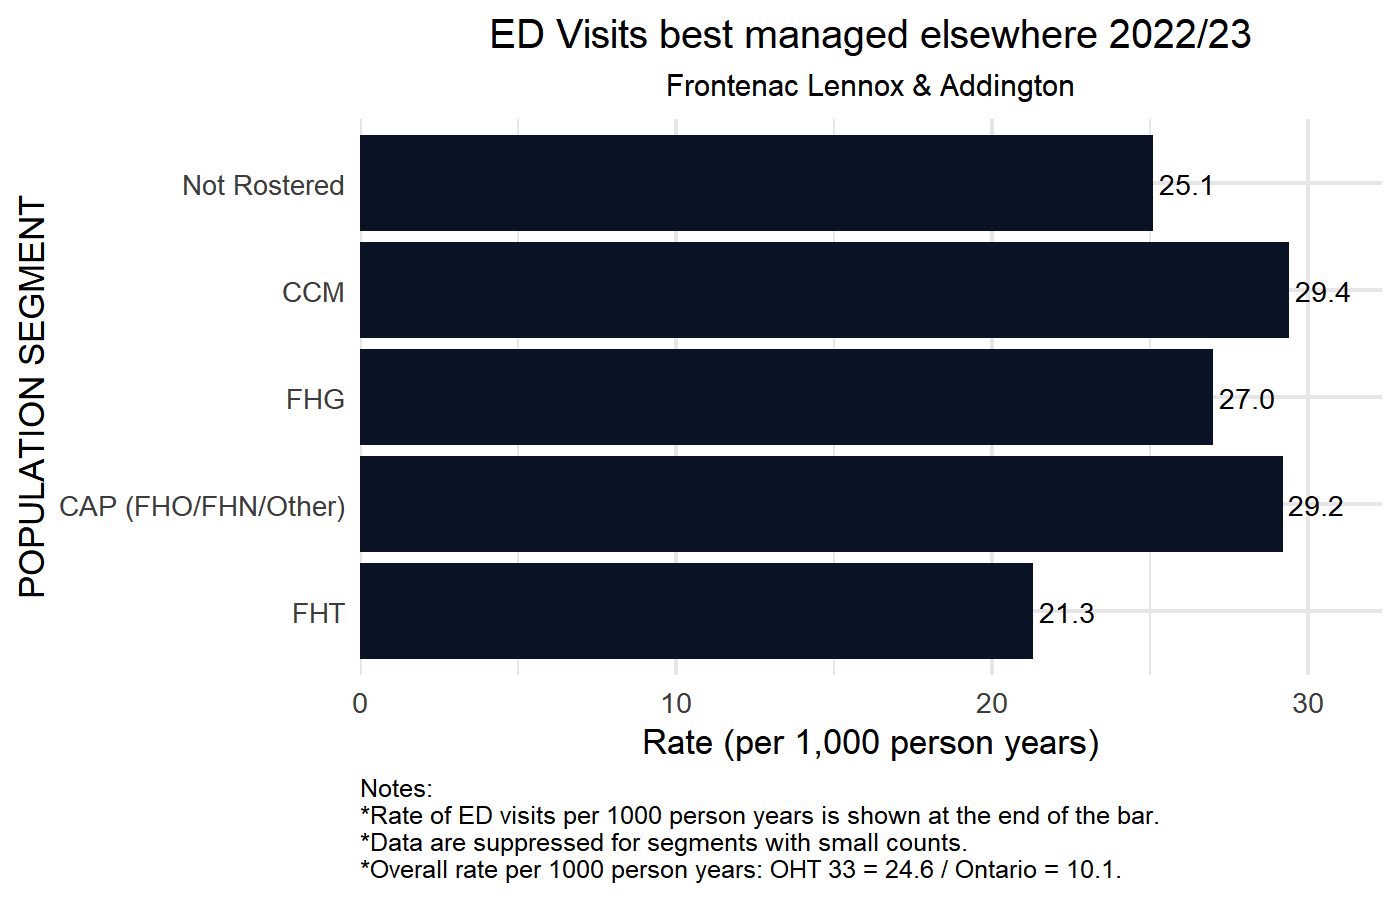 ED Visits best managed elsewhere 2022/23
Frontenac Lennox & Addington
POPULATION SEGMENT
Not Rostered
25.1
CCM
29.4
FHG
27.0
CAP (FHO/FHN/Other)
29.2
FHT
21.3
0 10 20 30
Rate (per 1,000 person years)
Notes:
*Rate of ED visits per 1000 person years is shown at the end of the bar.
*Data are suppressed for segments with small counts.
*Overall rate per 1000 person years: OHT 33 = 24.6 / Ontario = 10.1.